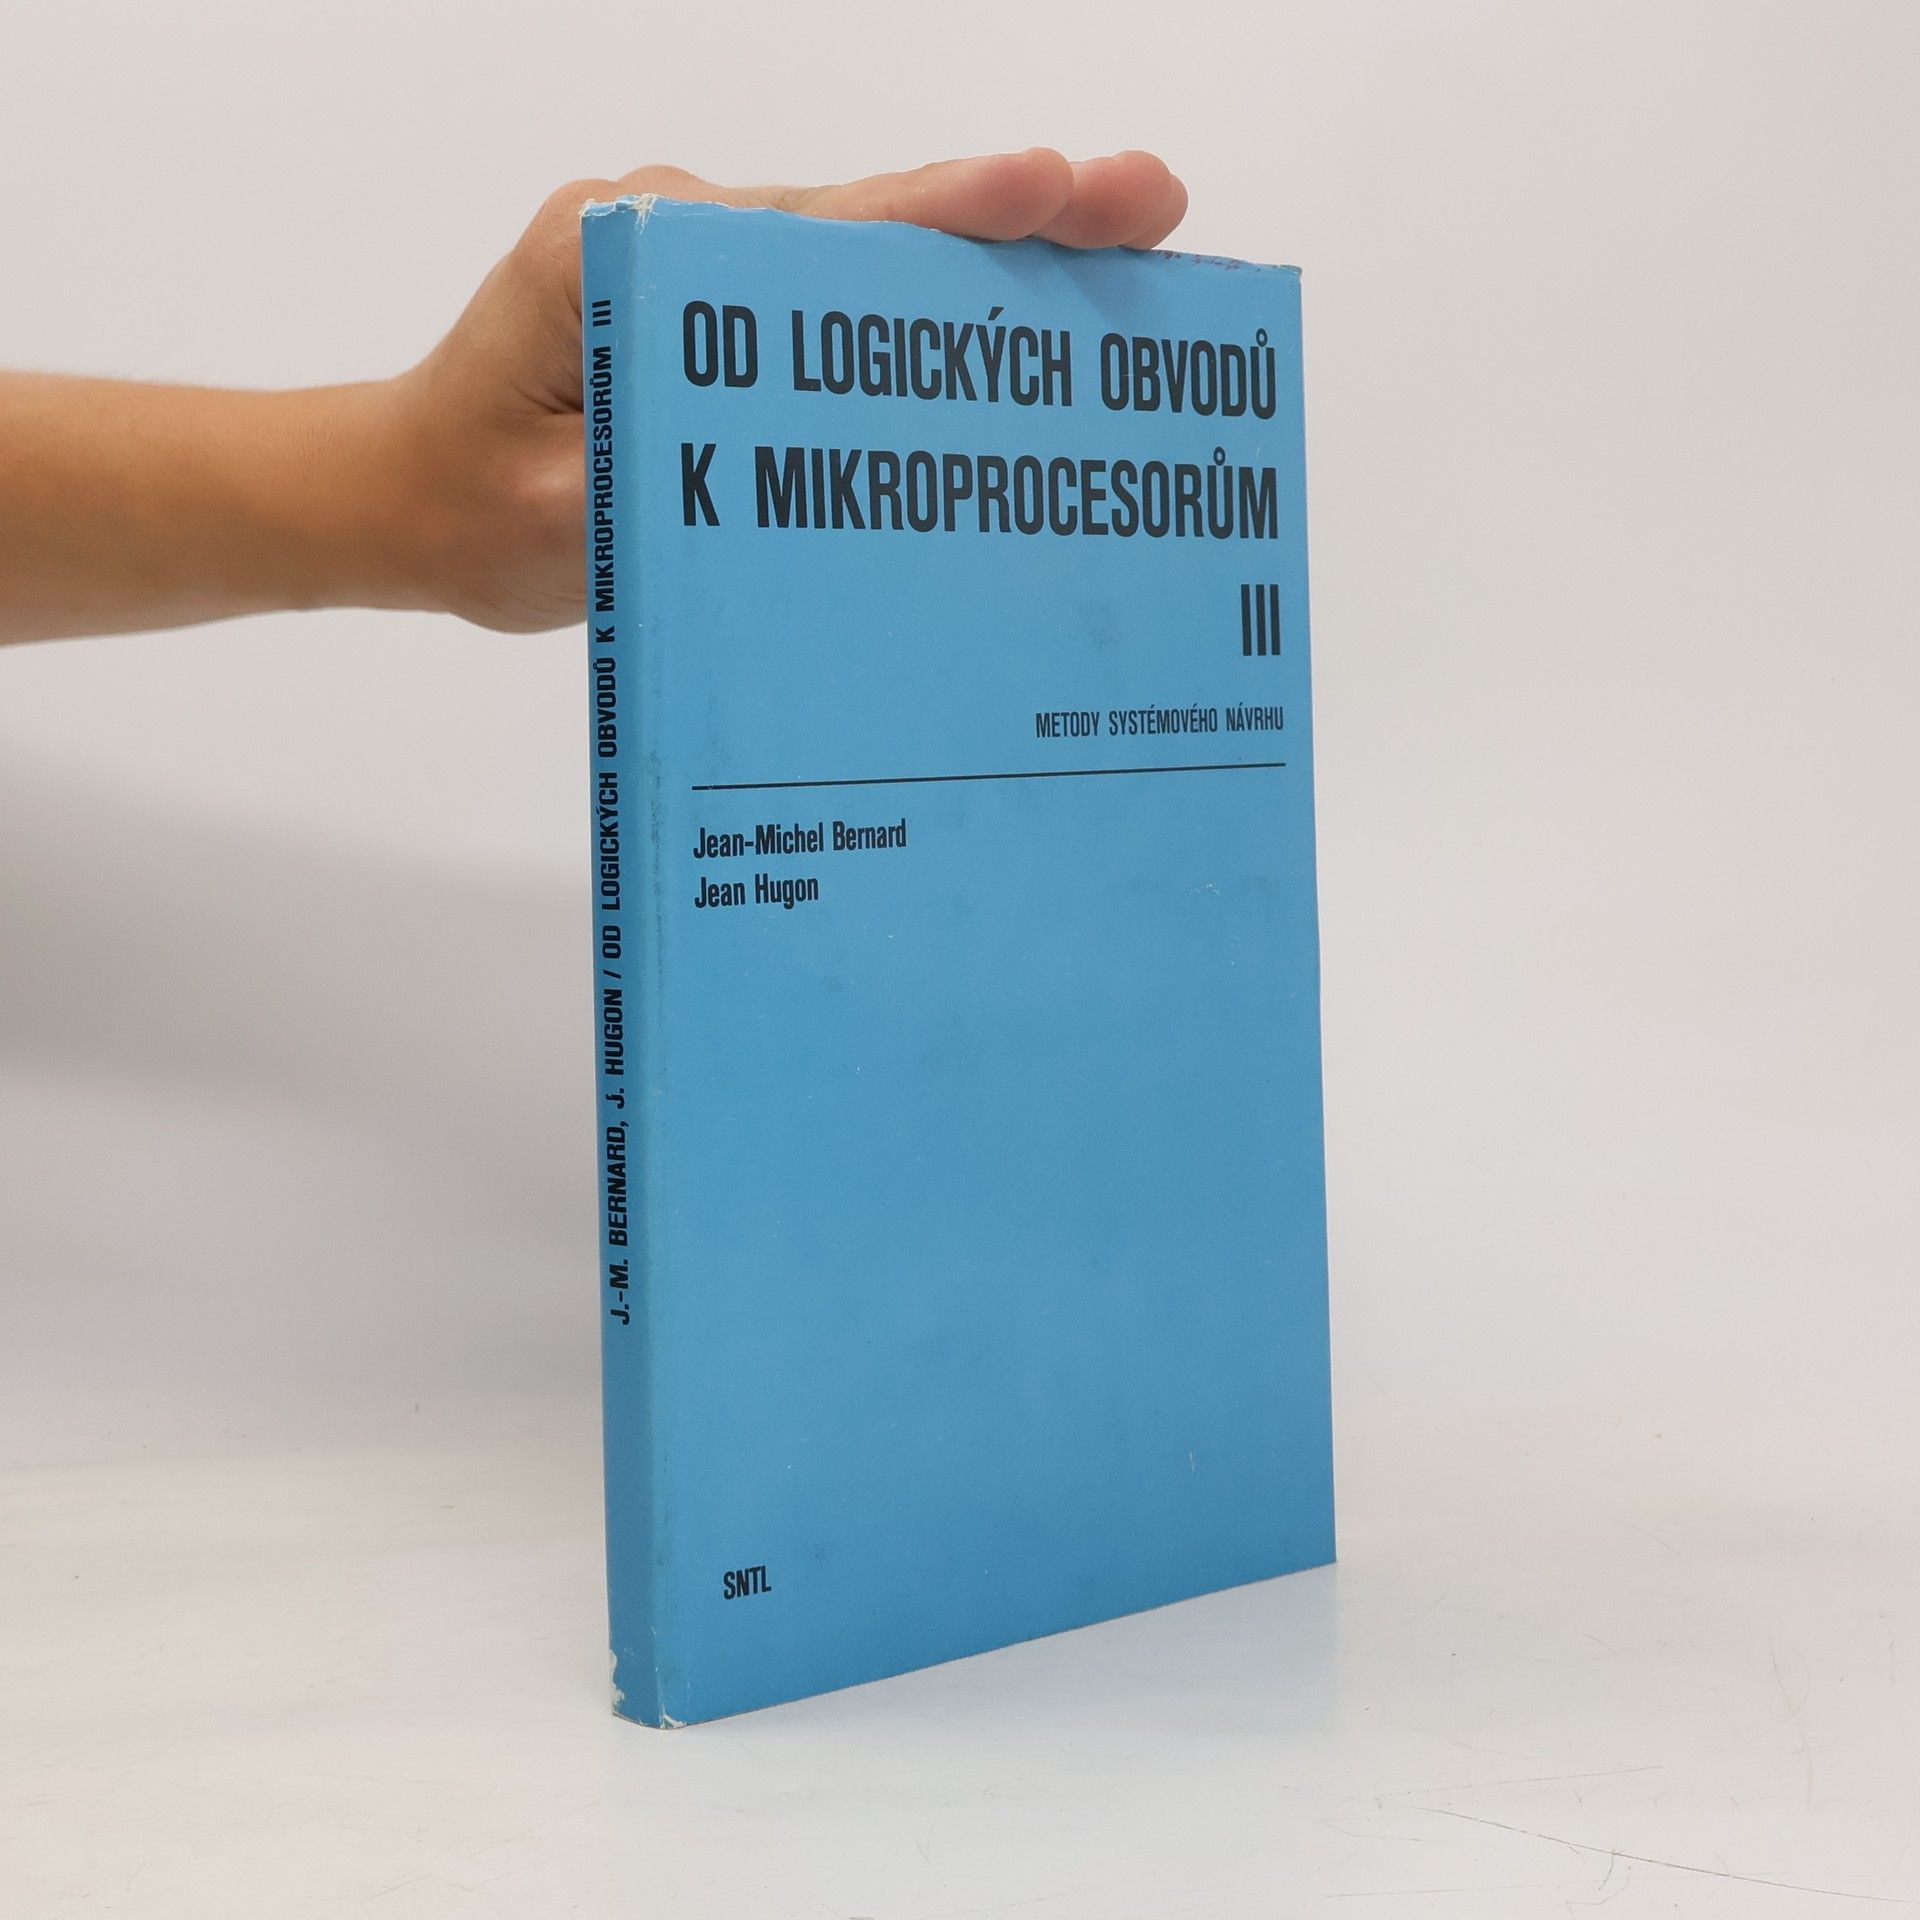 J.-M. BERNARD, J. HUGON / OD LOGICKÝCH OBVODŮ K MIKROPROCESORŮM III
OD LOGICKÝCH OBVODŮ
K MIKROPROCESORŮM
III
METODY SYSTÉMOVÉHO NÁVRHU
Jean-Michel Bernard
Jean Hugon
SNTL